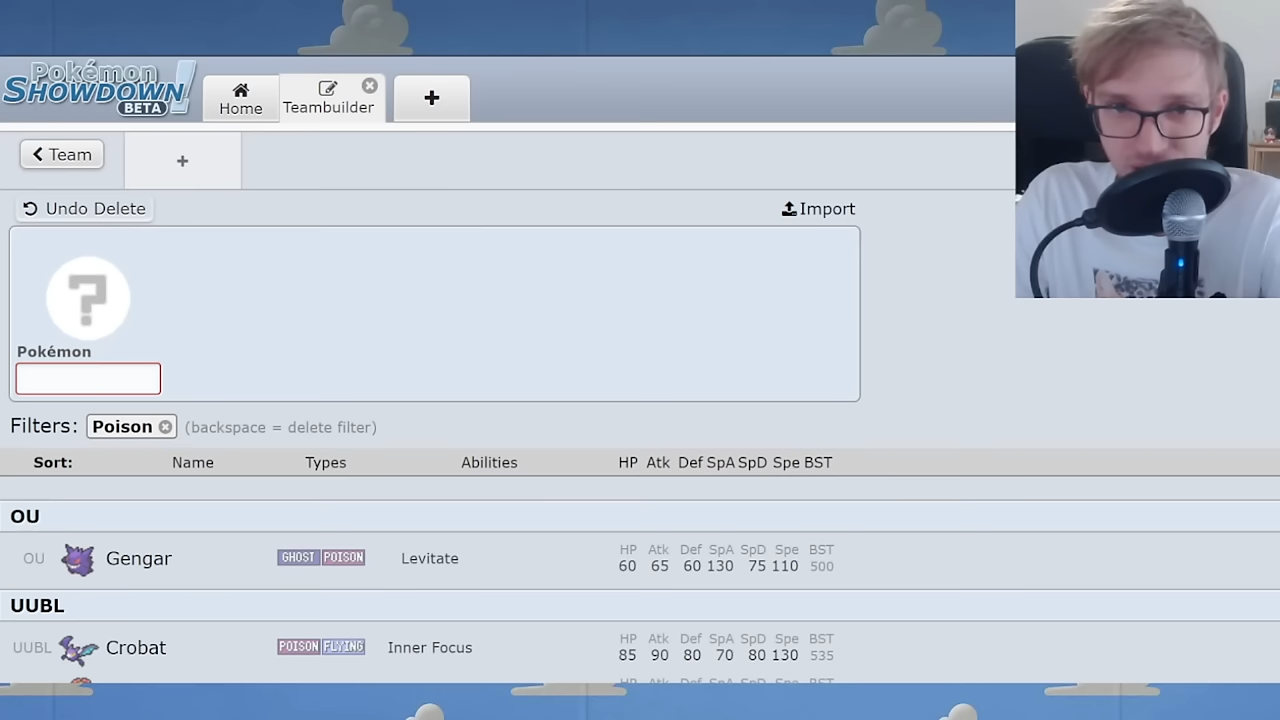 Pokémon
SHOWDOWN!
BETA
Home
Teambuilder
+
Team
+
Undo Delete
Import
?
Pokémon
Filters: Poison (backspace = delete filter)
Sort: Name Types Abilities HP Atk Def SpA SpD Spe BST
OU
HP Atk Def SpA SpD Spe BST
OU Gengar GHOST POISON Levitate 60 65 60 130 75 110 500
UUBL
HP Atk Def SpA SpD Spe BST
UUBL Crobat POISON FLYING Inner Focus 85 90 80 70 80 130 535